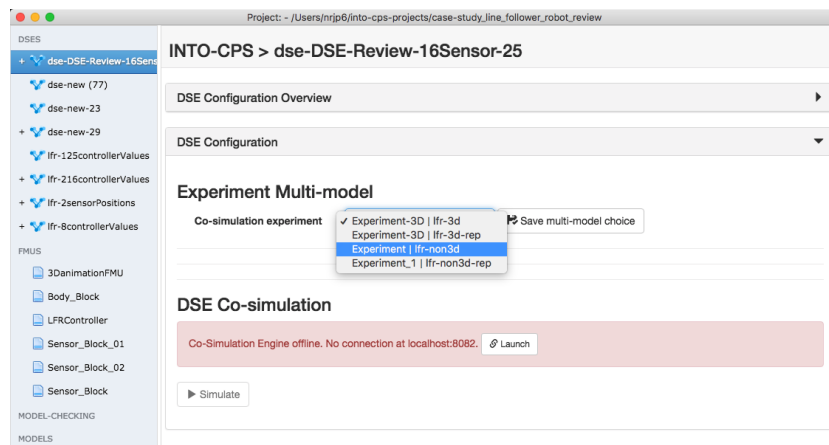 Project: - /Users/nrjp6/into-cps-projects/case-study_line_follower_robot_review
DSES
+ dse-DSE-Review-16Sens
dse-new (77)
dse-new-23
+ dse-new-29
lfr-125controllerValues
+ lfr-216controllerValues
+ lfr-2sensorPositions
+ lfr-8controllerValues
FMUS
3DanimationFMU
Body_Block
LFRController
Sensor_Block_01
Sensor_Block_02
Sensor_Block
MODEL-CHECKING
MODELS
INTO-CPS > dse-DSE-Review-16Sensor-25
DSE Configuration Overview
DSE Configuration
Experiment Multi-model
Co-simulation experiment
✓ Experiment-3D | lfr-3d
Experiment-3D | lfr-3d-rep
Experiment | lfr-non3d
Experiment_1 | lfr-non3d-rep
Save multi-model choice
DSE Co-simulation
Co-Simulation Engine offline. No connection at localhost:8082. Launch
Simulate